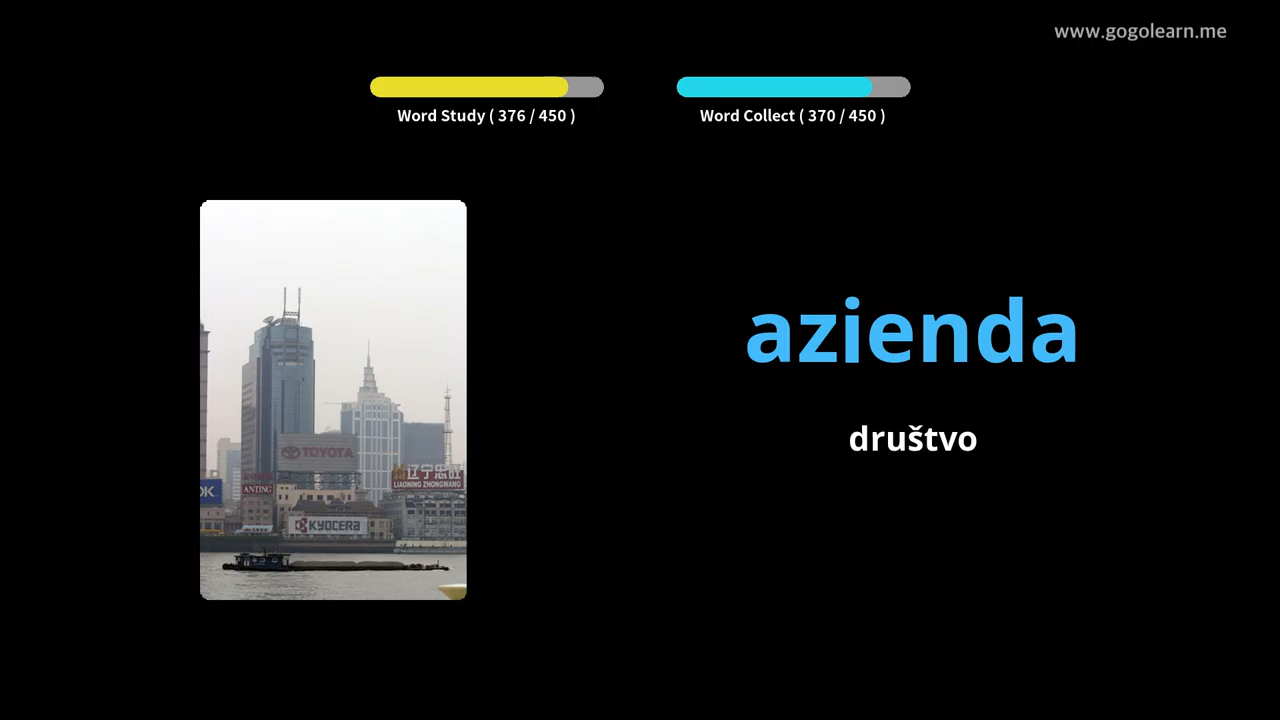 www.gogolearn.me
Word Study ( 376 / 450 )
Word Collect ( 370 / 450 )
azienda
društvo
TOYOTA
辽宁忠旺
LIAONING ZHONGWANG
OK
ANTING
KYOCERA